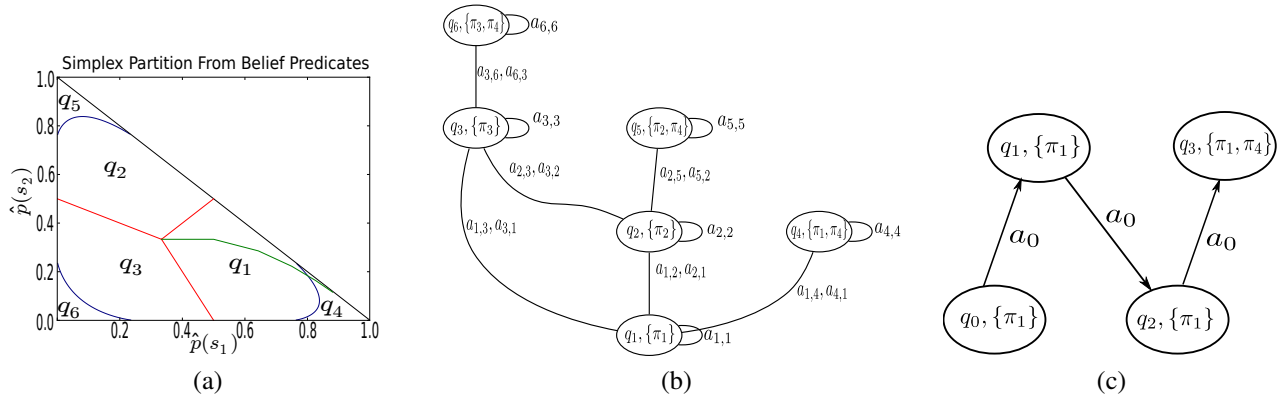 Simplex Partition From Belief Predicates
1.0
0.8
0.6
0.4
0.2
0.0
p̂(s₂)
q₅
q₂
q₃
q₁
q₆
q₄
0.2 0.4 0.6 0.8 1.0
p̂(s₁)
(a)
q₆, {π₃, π₄}
a₆,₆
a₃,₆, a₆,₃
q₃, {π₃}
a₃,₃
q₅, {π₂, π₄}
a₅,₅
a₂,₃, a₃,₂
a₂,₅, a₅,₂
a₁,₃, a₃,₁
q₂, {π₂}
a₂,₂
q₄, {π₁, π₄}
a₄,₄
a₁,₂, a₂,₁
a₁,₄, a₄,₁
q₁, {π₁}
a₁,₁
(b)
q₁, {π₁}
q₃, {π₁, π₄}
a₀
a₀
a₀
q₀, {π₁}
q₂, {π₁}
(c)